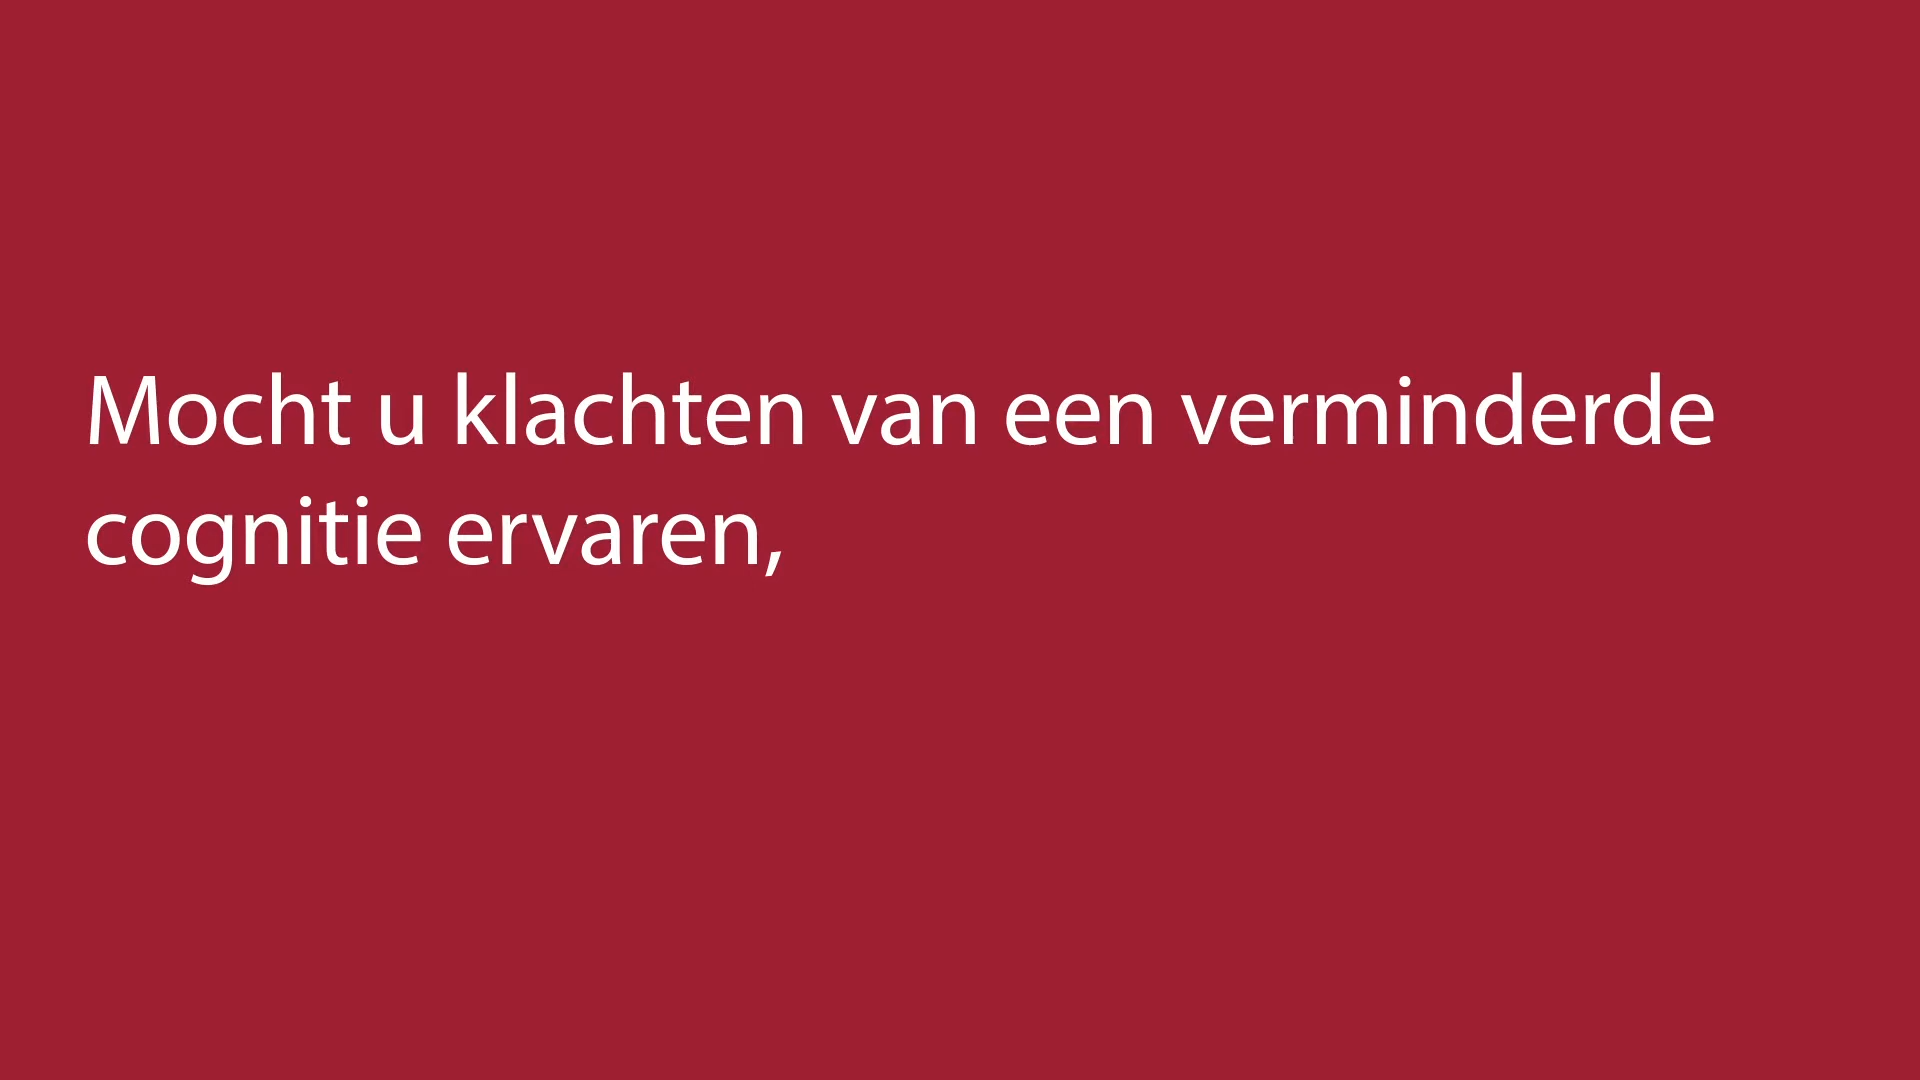 Mocht u klachten van een verminderde
cognitie ervaren,